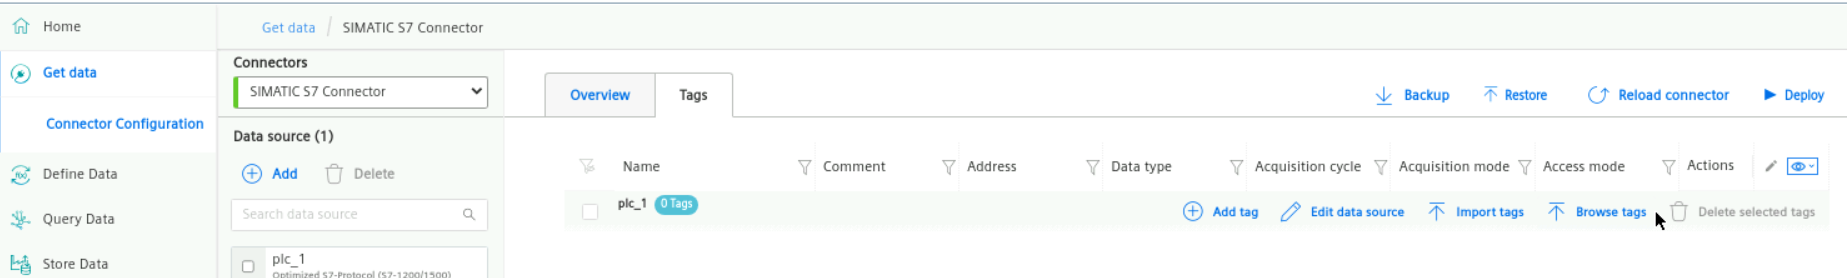 Home
Get data / SIMATIC S7 Connector
Get data
Connector Configuration
Define Data
Query Data
Store Data
Connectors
SIMATIC S7 Connector
Data source (1)
Add Delete
Search data source
plc_1
Optimized S7-Protocol (S7-1200/1500)
Overview Tags
Backup Restore Reload connector Deploy
Name Comment Address Data type Acquisition cycle Acquisition mode Access mode Actions
plc_1 0 Tags Add tag Edit data source Import tags Browse tags Delete selected tags